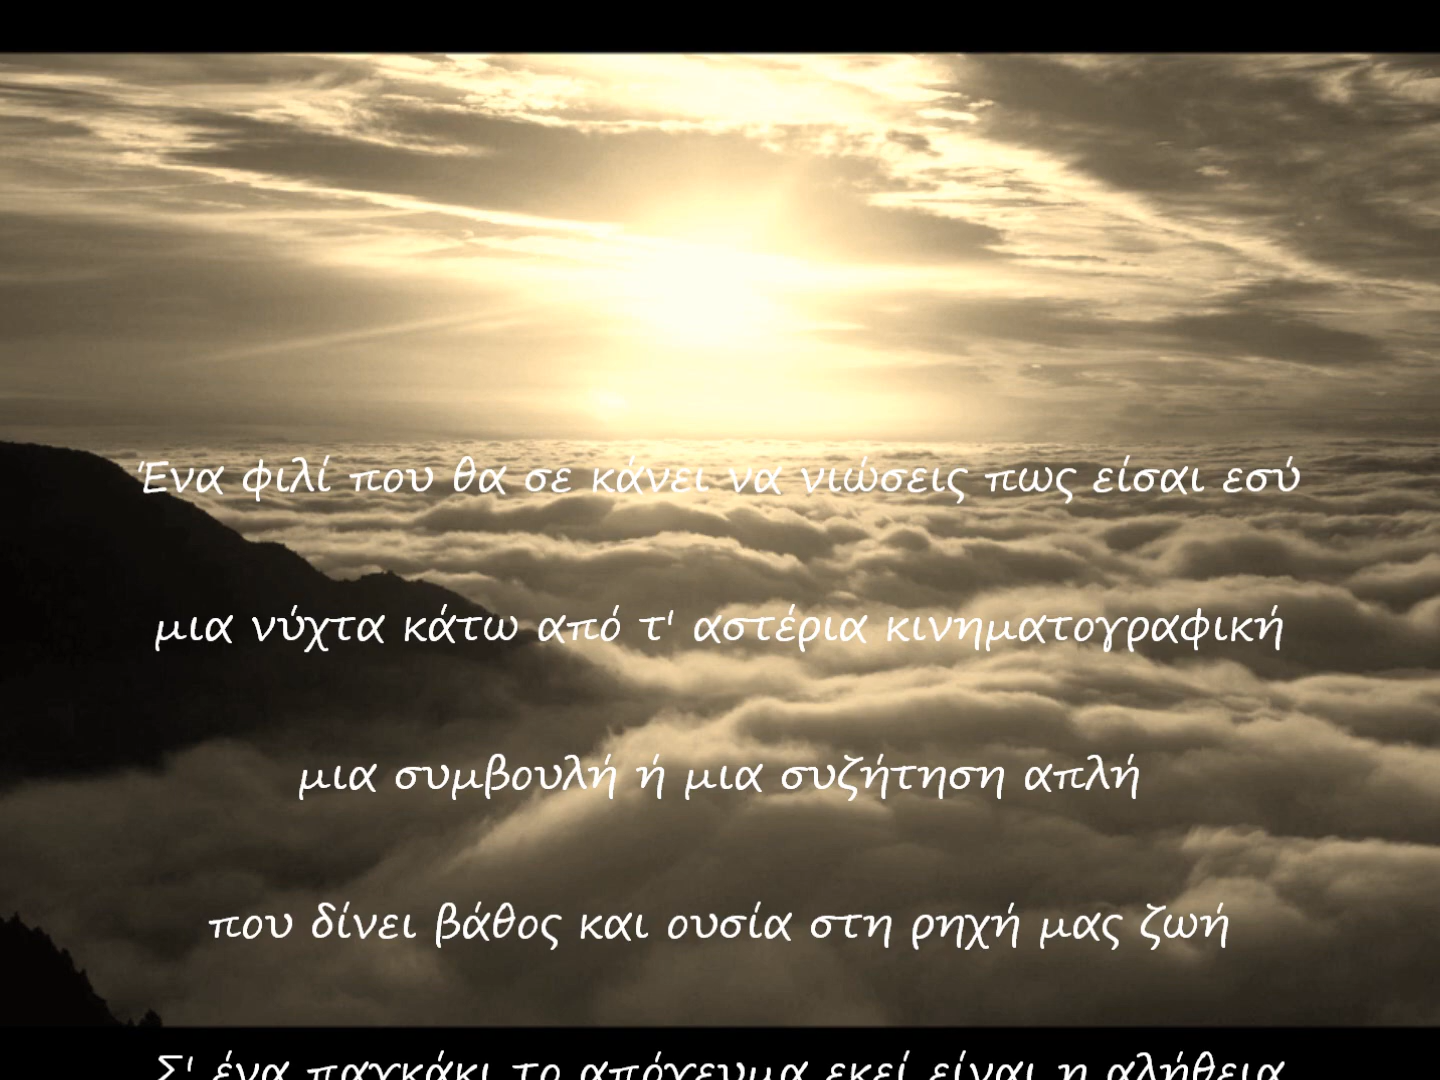 Ένα φιλί που θα σε κάνει να νιώσεις πως είσαι εσύ
μια νύχτα κάτω από τ' αστέρια κινηματογραφική
μια συμβουλή ή μια συζήτηση απλή
που δίνει βάθος και ουσία στη ρηχή μας ζωή
Σ' ένα παγκάκι το απόγευμα εκεί είναι η αλήθεια